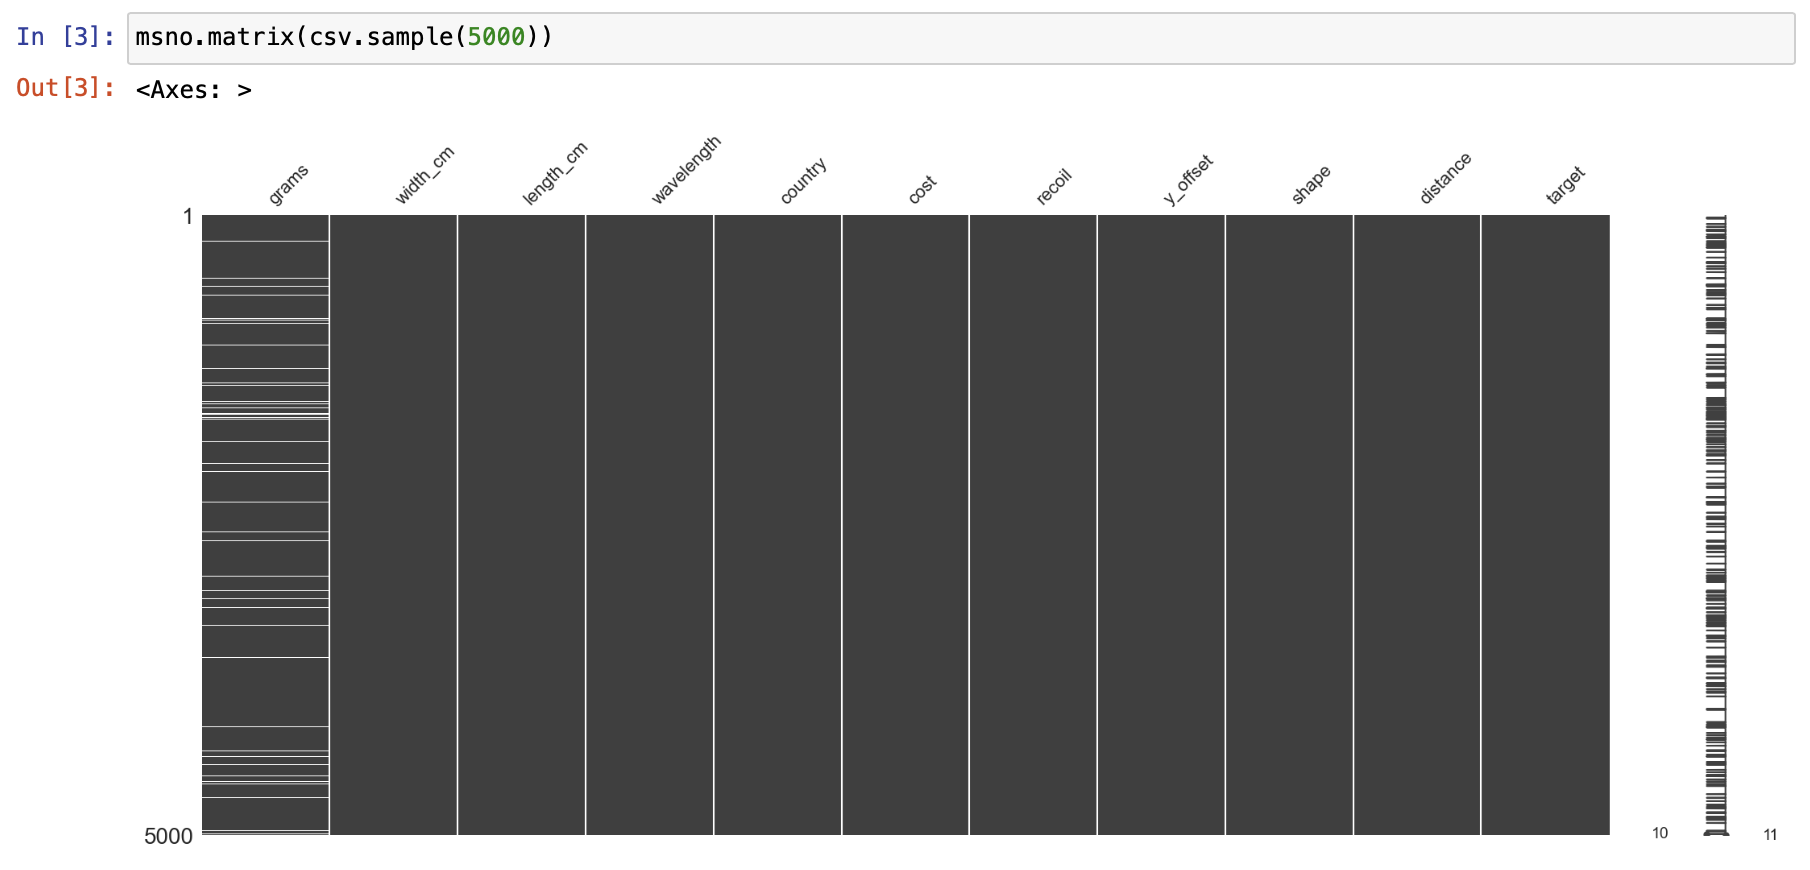 In [3]: msno.matrix(csv.sample(5000))
Out[3]: <Axes: >
grams width_cm length_cm wavelength country cost recoil y_offset shape distance target
1
5000 10 11